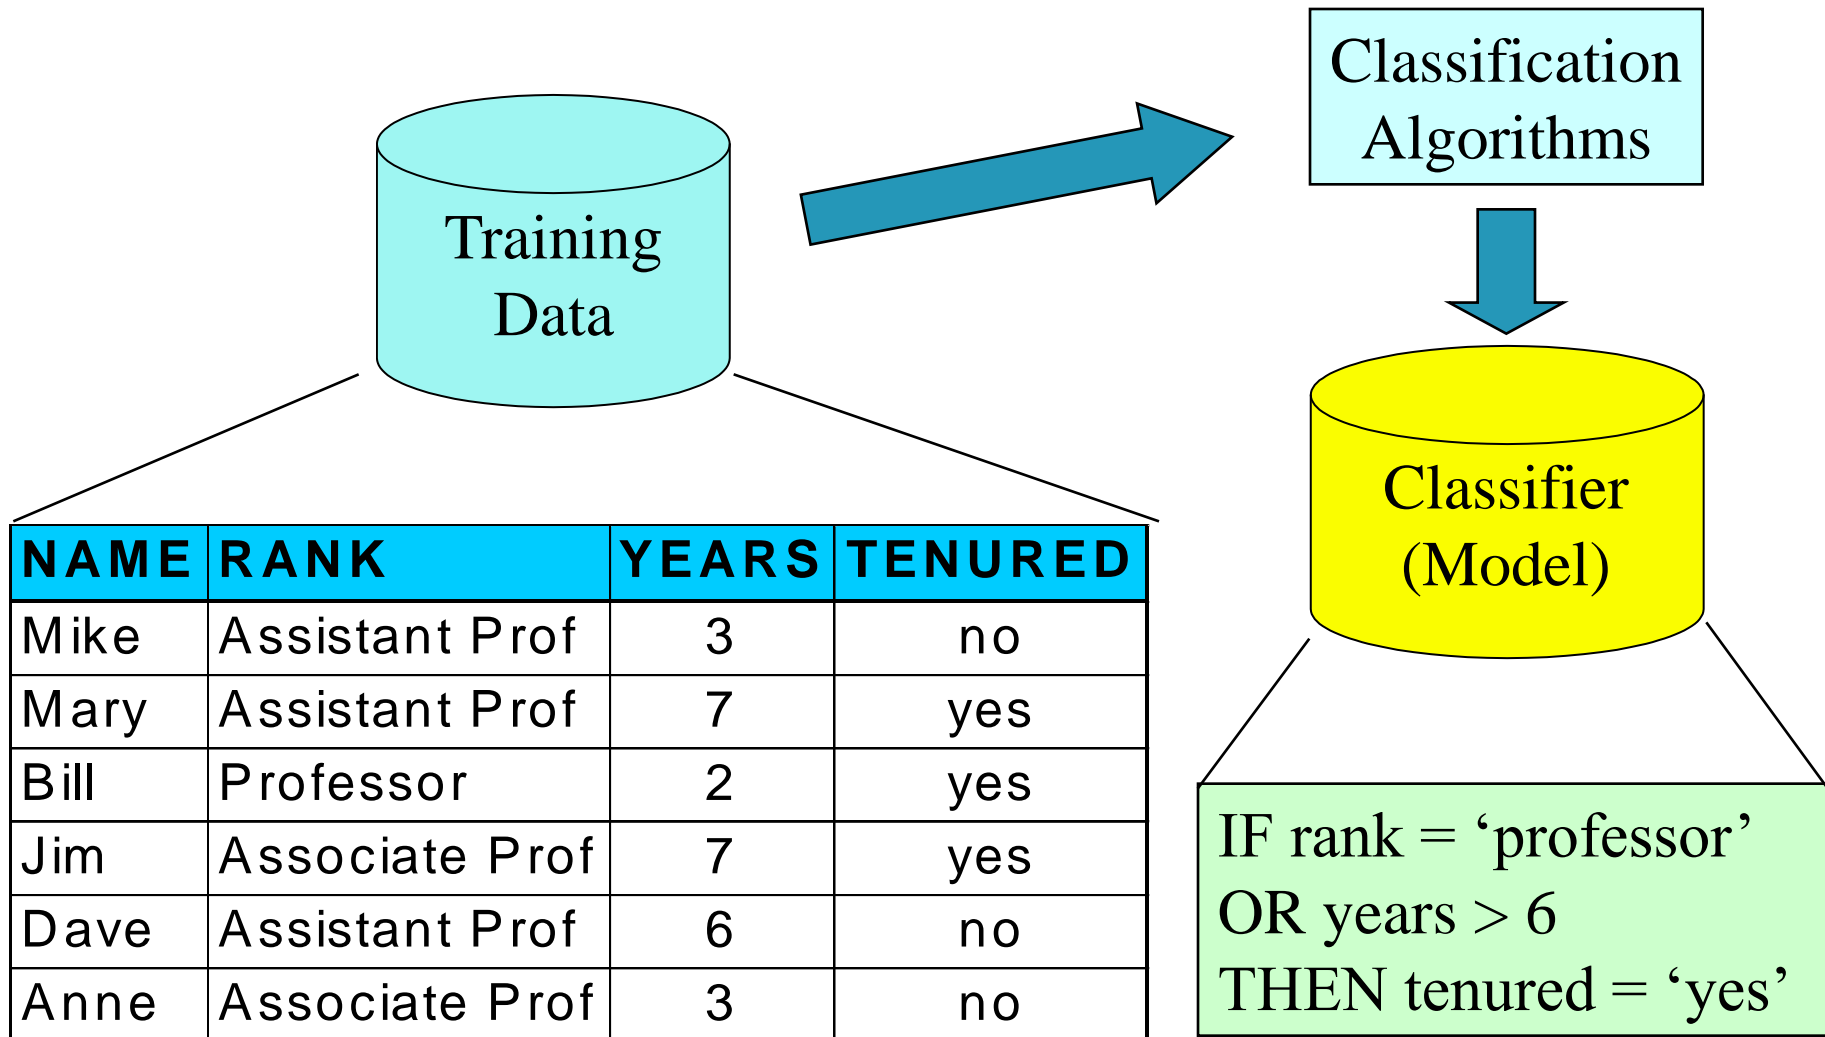 Classification
Algorithms
Training
Data
Classifier
(Model)
NAME RANK YEARS TENURED
Mike Assistant Prof 3 no
Mary Assistant Prof 7 yes
Bill Professor 2 yes
Jim Associate Prof 7 yes
Dave Assistant Prof 6 no
Anne Associate Prof 3 no
IF rank = ‘professor’
OR years > 6
THEN tenured = ‘yes’